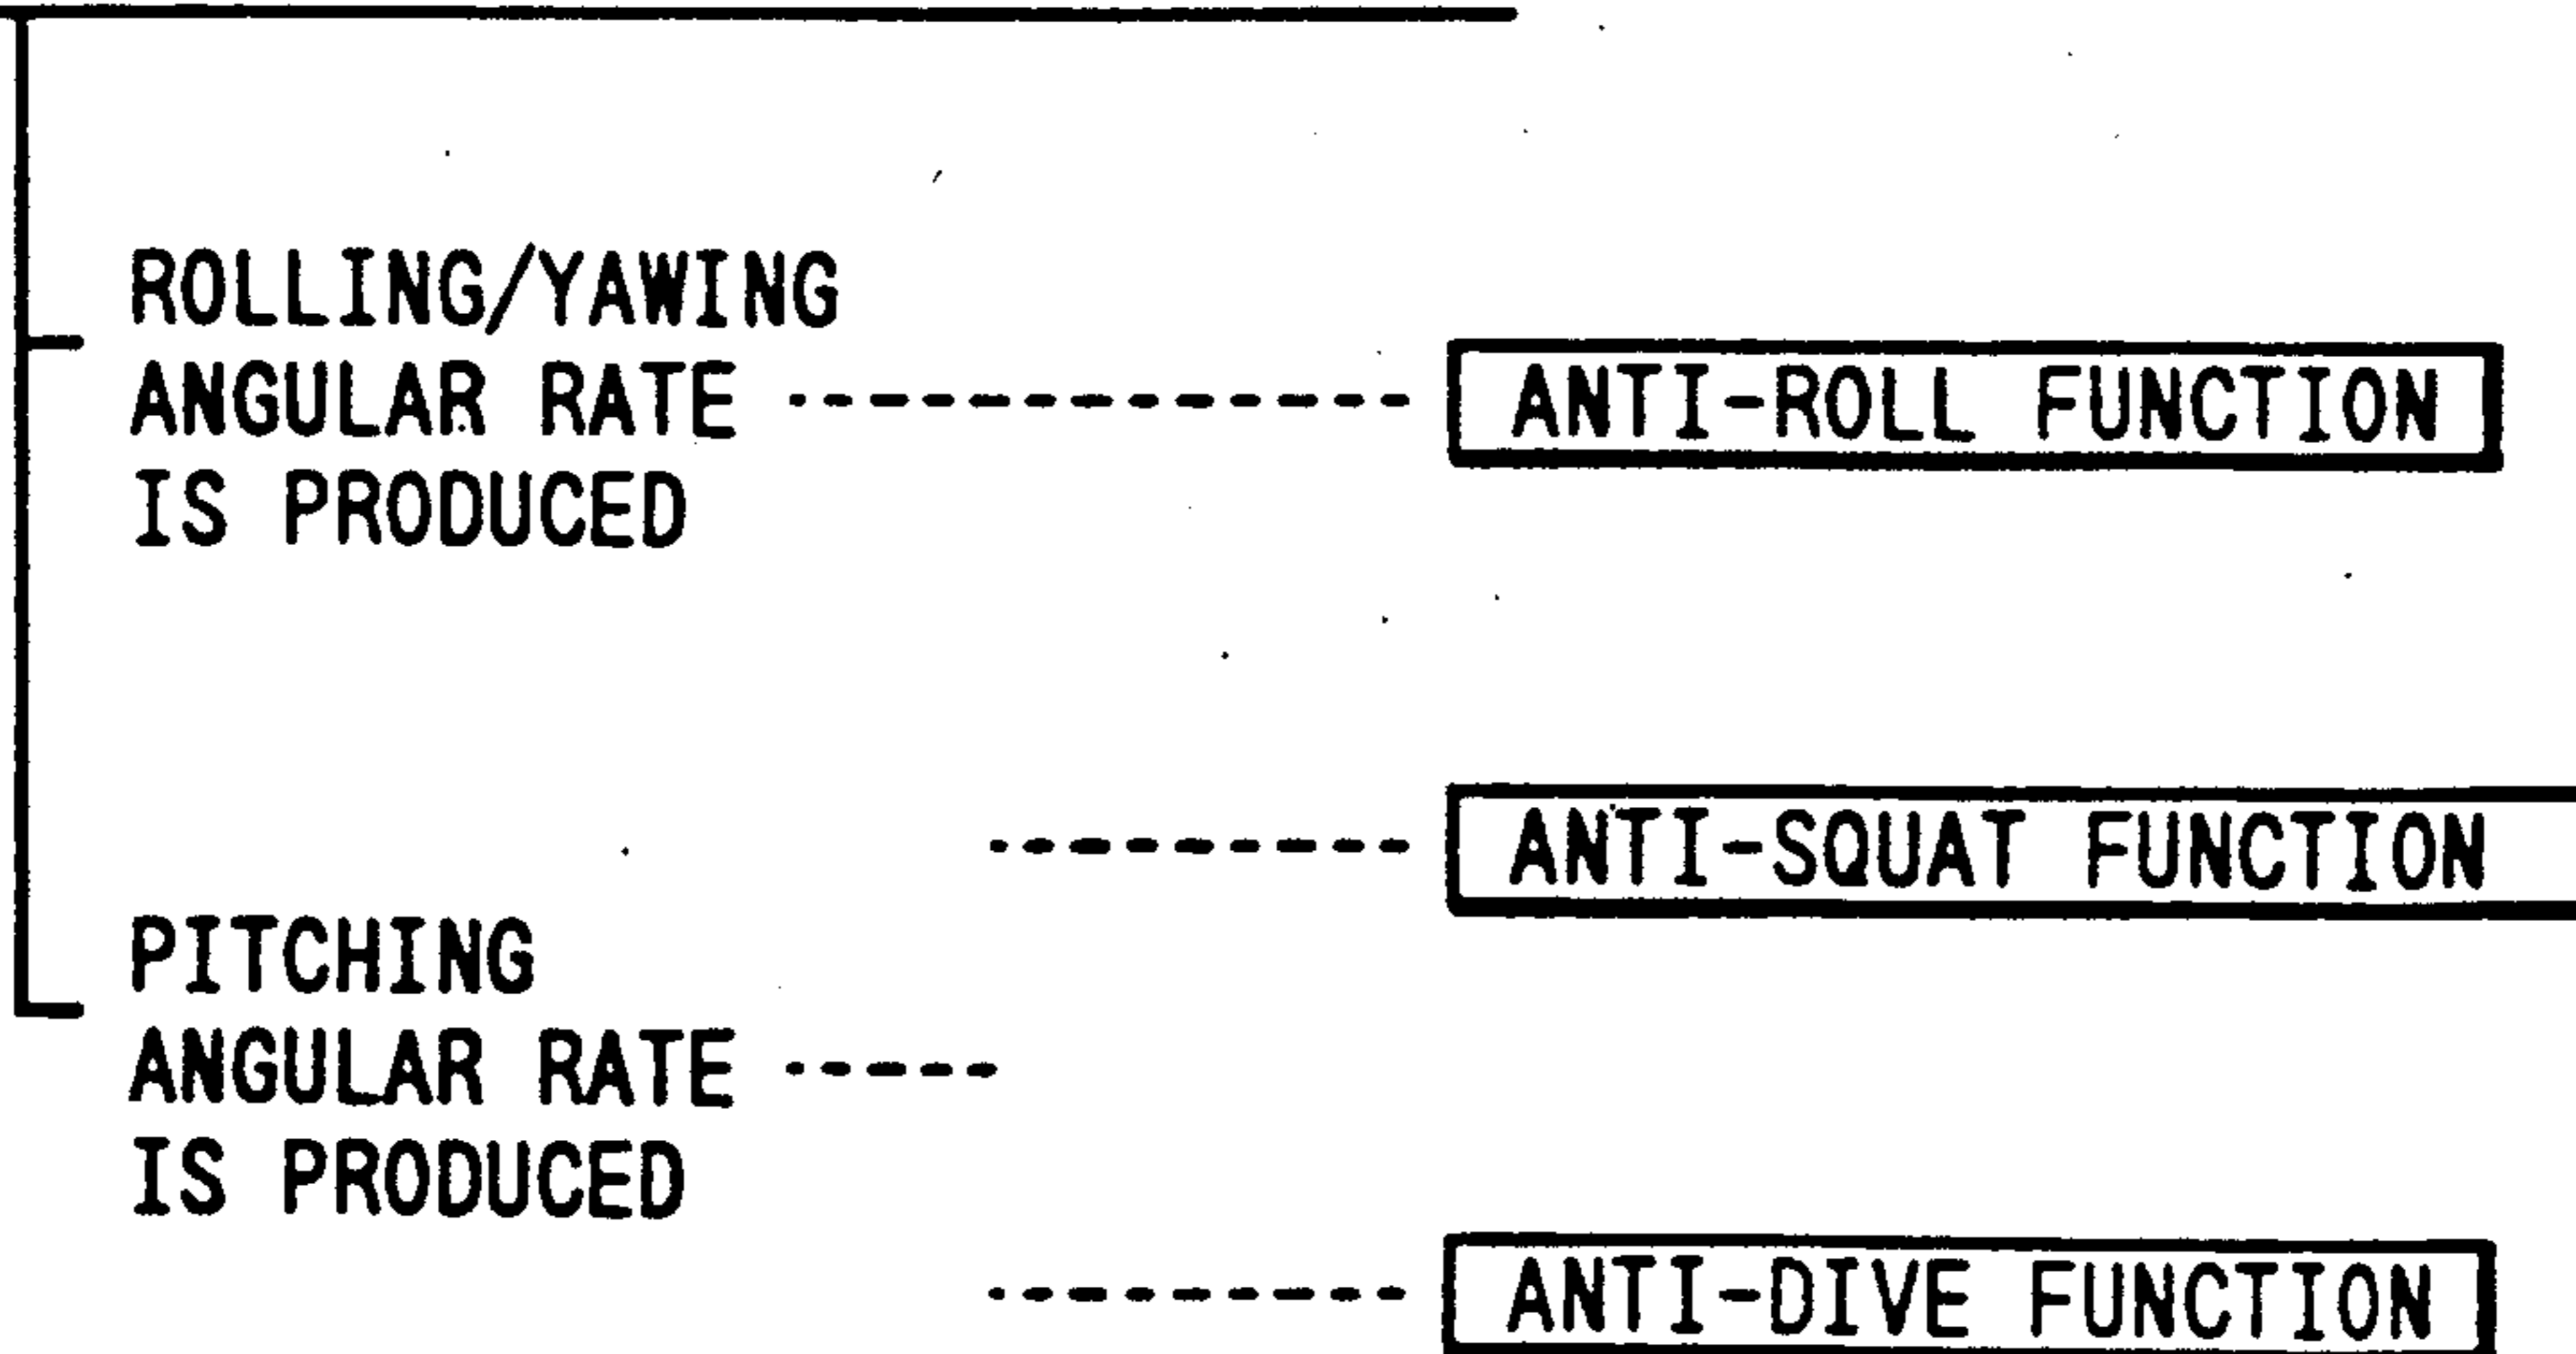 ROLLING/YAWING
ANGULAR RATE
IS PRODUCED
ANTI-ROLL FUNCTION
ANTI-SQUAT FUNCTION
PITCHING
ANGULAR RATE
IS PRODUCED
ANTI-DIVE FUNCTION